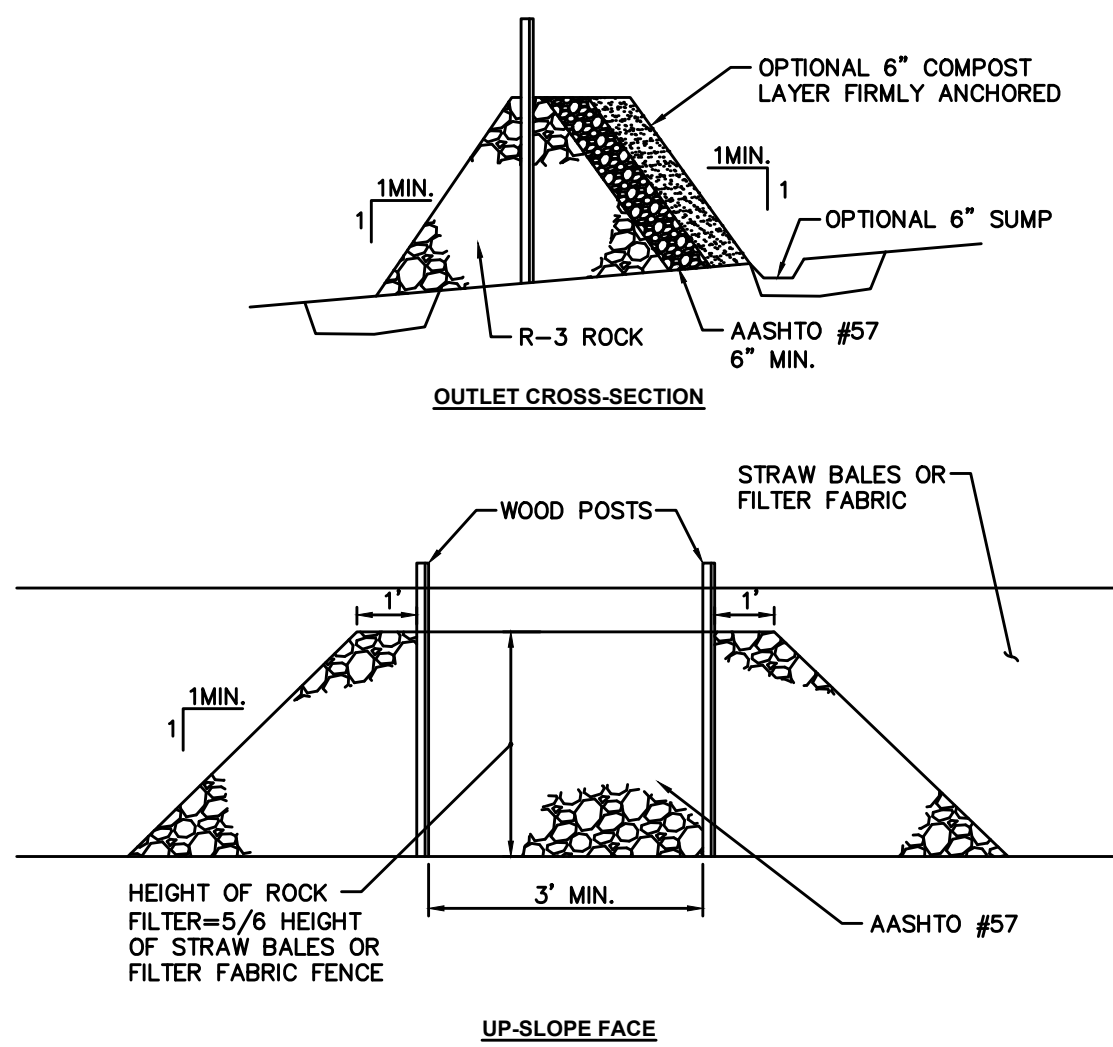 OPTIONAL 6" COMPOST
LAYER FIRMLY ANCHORED
1MIN.
1
1MIN.
1
OPTIONAL 6" SUMP
R-3 ROCK
AASHTO #57
6" MIN.
OUTLET CROSS-SECTION
STRAW BALES OR
FILTER FABRIC
WOOD POSTS
1'
1'
1MIN.
1
3' MIN.
HEIGHT OF ROCK
FILTER=5/6 HEIGHT
OF STRAW BALES OR
FILTER FABRIC FENCE
AASHTO #57
UP-SLOPE FACE